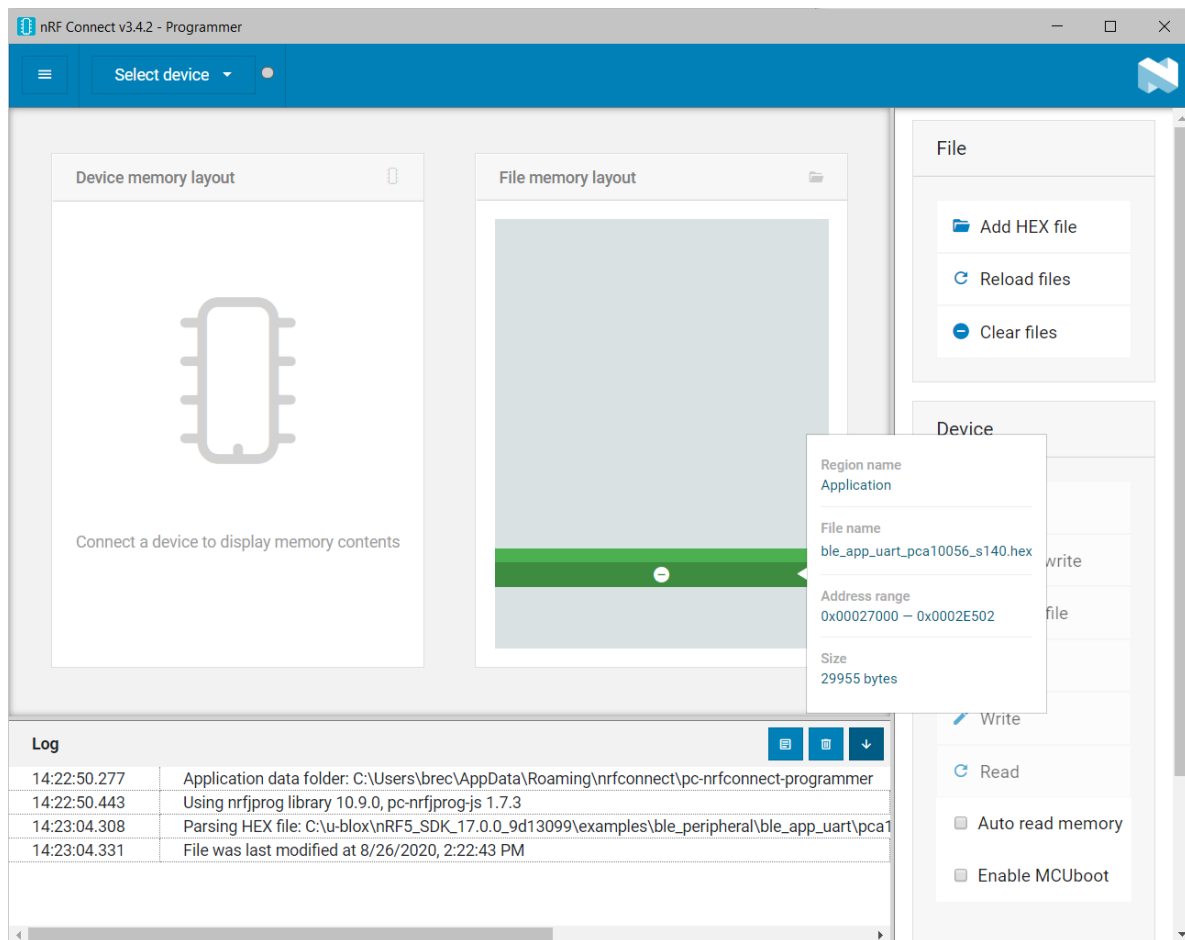 nRF Connect v3.4.2 - Programmer
Select device
Device memory layout
Connect a device to display memory contents
File memory layout
File
Add HEX file
Reload files
Clear files
Device
Region name
Application
File name
ble_app_uart_pca10056_s140.hex
Address range
0x00027000 — 0x0002E502
Size
29955 bytes
write
file
Write
Read
Auto read memory
Enable MCUboot
Log
14:22:50.277 Application data folder: C:\Users\brec\AppData\Roaming\nrfconnect\pc-nrfconnect-programmer
14:22:50.443 Using nrfjprog library 10.9.0, pc-nrfjprog-js 1.7.3
14:23:04.308 Parsing HEX file: C:\u-blox\nRF5_SDK_17.0.0_9d13099\examples\ble_peripheral\ble_app_uart\pca1
14:23:04.331 File was last modified at 8/26/2020, 2:22:43 PM